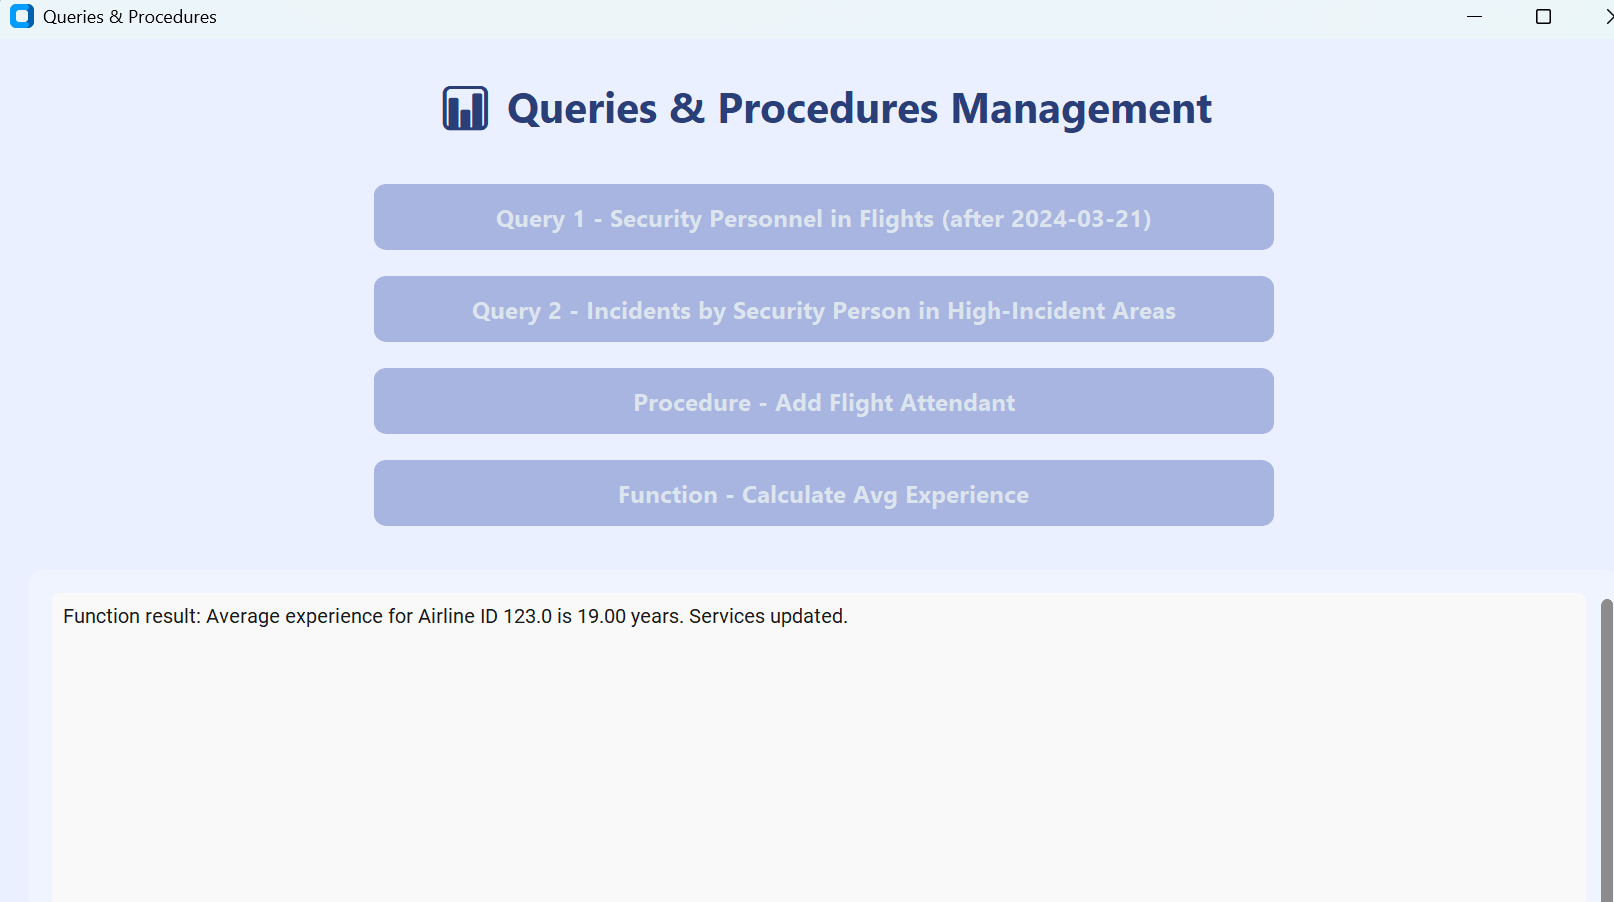 Queries & Procedures
Queries & Procedures Management
Query 1 - Security Personnel in Flights (after 2024-03-21)
Query 2 - Incidents by Security Person in High-Incident Areas
Procedure - Add Flight Attendant
Function - Calculate Avg Experience
Function result: Average experience for Airline ID 123.0 is 19.00 years. Services updated.